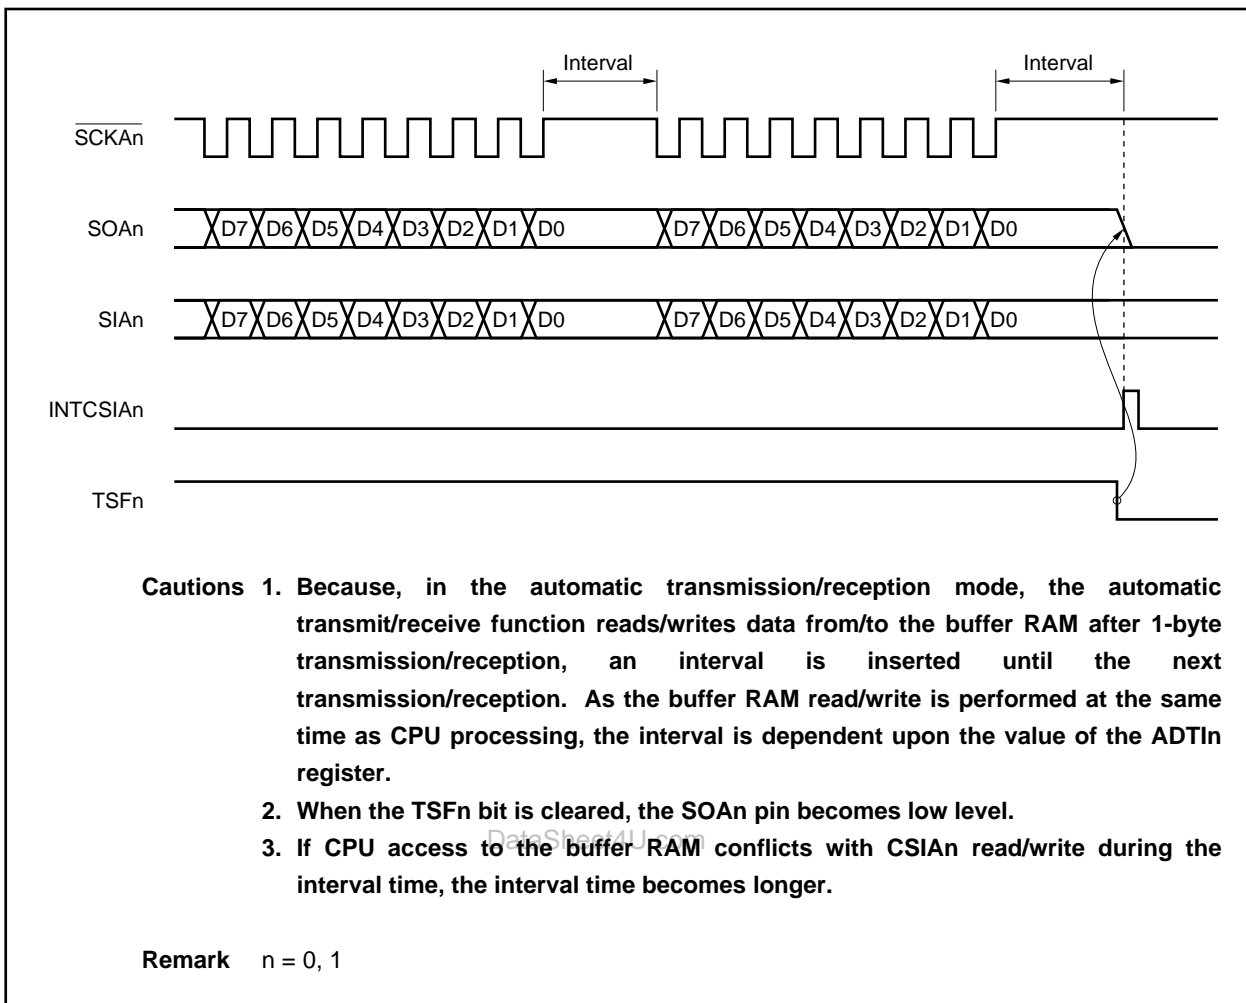 Interval Interval
SCKAn
SOAn D7 D6 D5 D4 D3 D2 D1 D0 D7 D6 D5 D4 D3 D2 D1 D0
SIAn D7 D6 D5 D4 D3 D2 D1 D0 D7 D6 D5 D4 D3 D2 D1 D0
INTCSIAn
TSFn
Cautions 1. Because, in the automatic transmission/reception mode, the automatic
transmit/receive function reads/writes data from/to the buffer RAM after 1-byte
transmission/reception, an interval is inserted until the next
transmission/reception. As the buffer RAM read/write is performed at the same
time as CPU processing, the interval is dependent upon the value of the ADTIn
register.
2. When the TSFn bit is cleared, the SOAn pin becomes low level.
DataSheet4U.com
3. If CPU access to the buffer RAM conflicts with CSIAn read/write during the
interval time, the interval time becomes longer.
Remark n = 0, 1